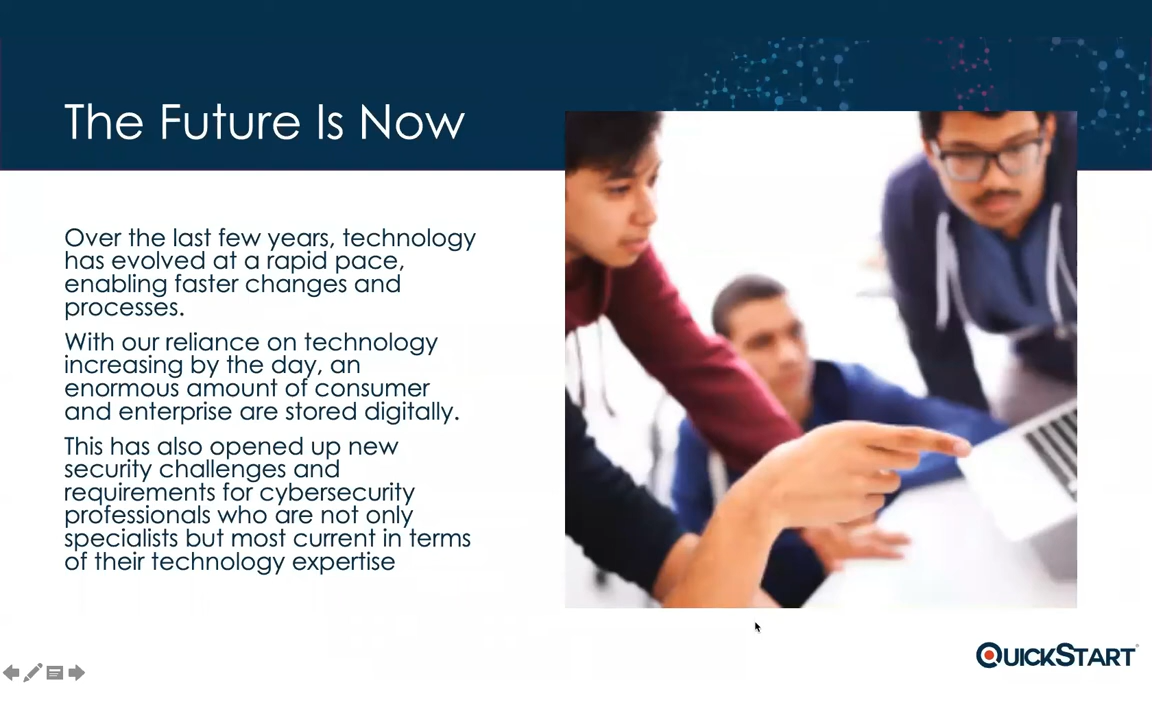 The Future Is Now
Over the last few years, technology
has evolved at a rapid pace,
enabling faster changes and
processes.
With our reliance on technology
increasing by the day, an
enormous amount of consumer
and enterprise are stored digitally.
This has also opened up new
security challenges and
requirements for cybersecurity
professionals who are not only
specialists but most current in terms
of their technology expertise
QUICKSTART